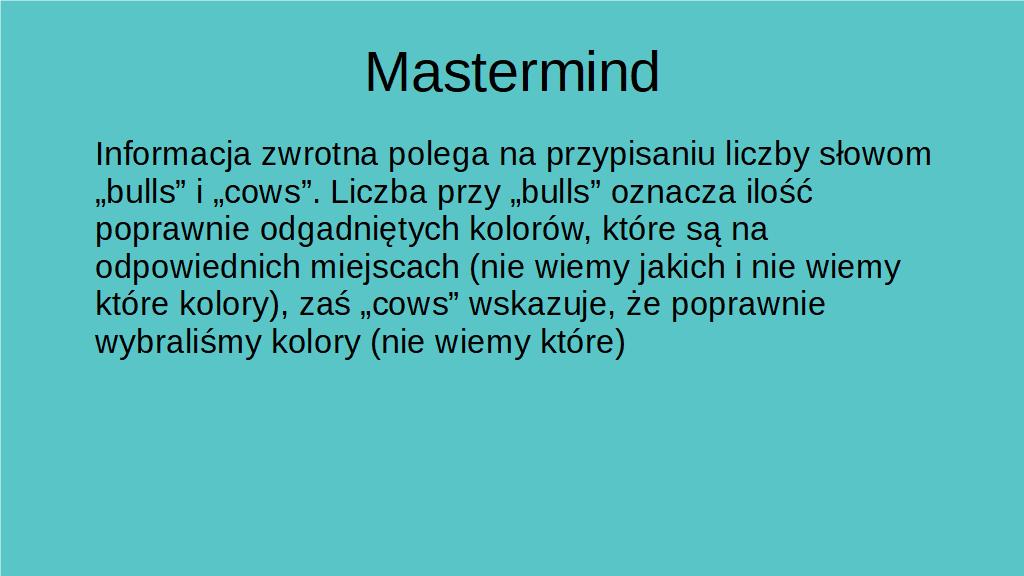 Mastermind
Informacja zwrotna polega na przypisaniu liczby słowom
„bulls” i „cows”. Liczba przy „bulls” oznacza ilość
poprawnie odgadniętych kolorów, które są na
odpowiednich miejscach (nie wiemy jakich i nie wiemy
które kolory), zaś „cows” wskazuje, że poprawnie
wybraliśmy kolory (nie wiemy które)